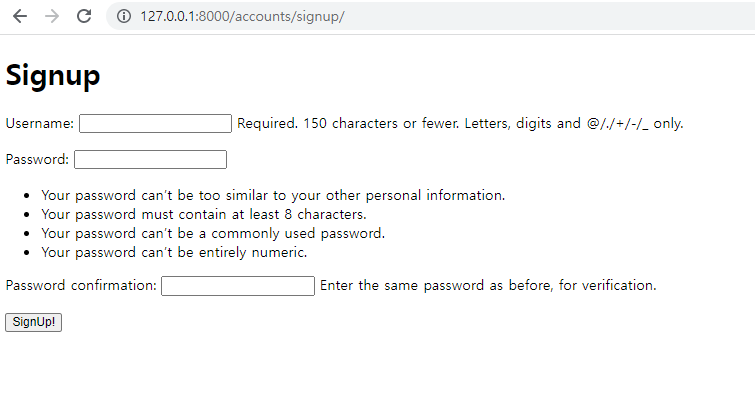 127.0.0.1:8000/accounts/signup/
Signup
Username: Required. 150 characters or fewer. Letters, digits and @/./+/-/_ only.
Password:
Your password can't be too similar to your other personal information.
Your password must contain at least 8 characters.
Your password can't be a commonly used password.
Your password can't be entirely numeric.
Password confirmation: Enter the same password as before, for verification.
SignUp!